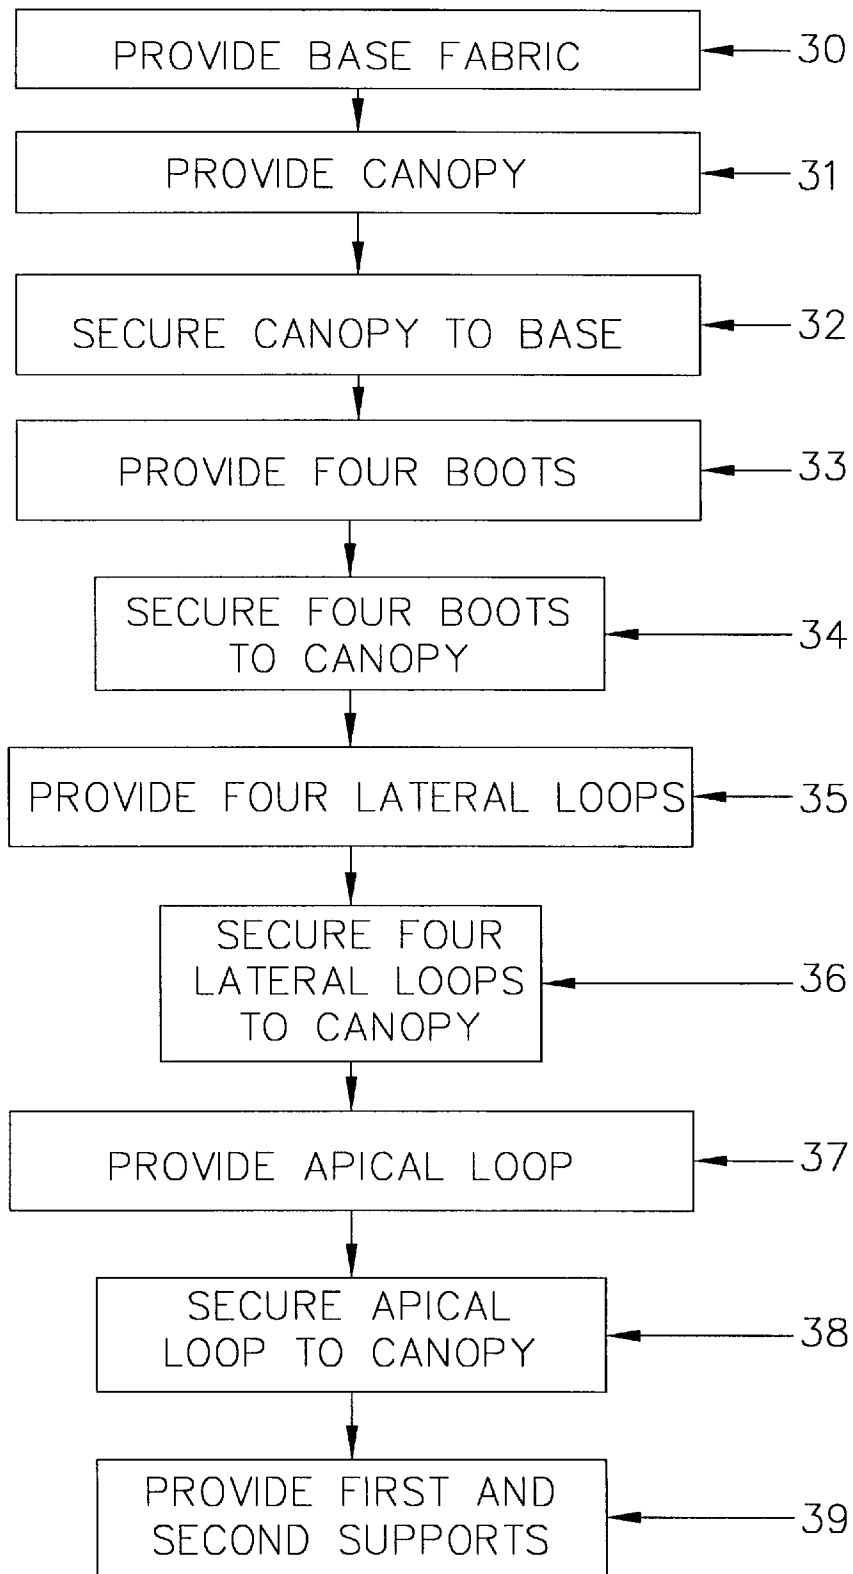 PROVIDE BASE FABRIC
30
PROVIDE CANOPY
31
SECURE CANOPY TO BASE
32
PROVIDE FOUR BOOTS
33
SECURE FOUR BOOTS
TO CANOPY
34
PROVIDE FOUR LATERAL LOOPS
35
SECURE FOUR
LATERAL LOOPS
TO CANOPY
36
PROVIDE APICAL LOOP
37
SECURE APICAL
LOOP TO CANOPY
38
PROVIDE FIRST AND
SECOND SUPPORTS
39